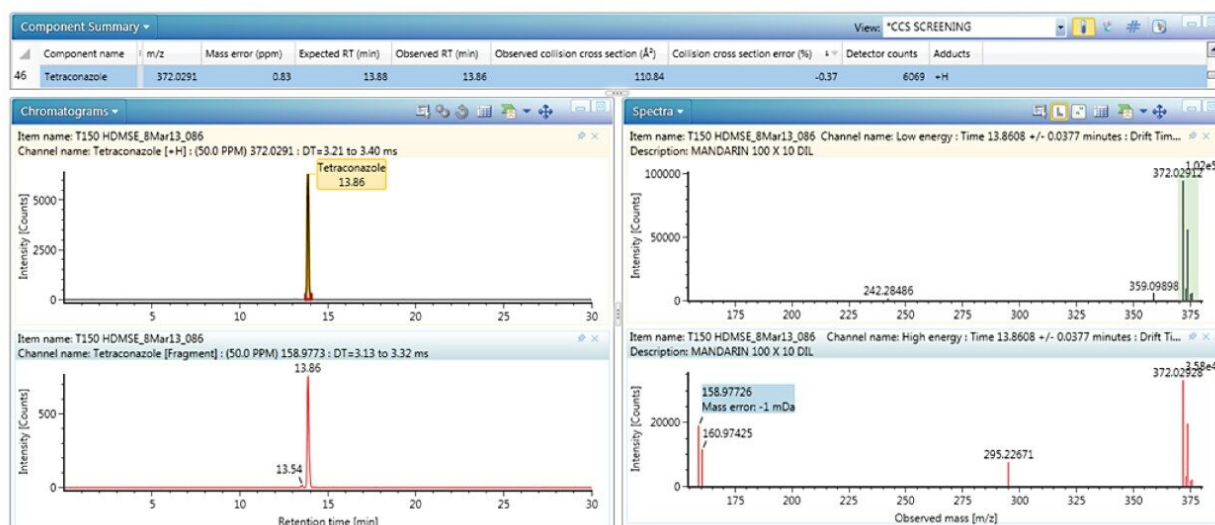 Component Summary
View: *CCS SCREENING
Component name m/z Mass error (ppm) Expected RT (min) Observed RT (min) Observed collision cross section (Å²) Collision cross section error (%) Detector counts Adducts
46 Tetraconazole 372.0291 0.83 13.88 13.86 110.84 -0.37 6069 +H
Chromatograms
Item name: T150 HDMSE_8Mar13_086
Channel name: Tetraconazole [+H] : (50.0 PPM) 372.0291 : DT=3.21 to 3.40 ms
Tetraconazole
13.86
Intensity [Counts]
5000
2500
0
5 10 15 20 25 30
Item name: T150 HDMSE_8Mar13_086
Channel name: Tetraconazole [Fragment] : (50.0 PPM) 158.9773 : DT=3.13 to 3.32 ms
13.86
13.54
Intensity [Counts]
500
0
5 10 15 20 25 30
Retention time [min]
Spectra
Item name: T150 HDMSE_8Mar13_086 Channel name: Low energy : Time 13.8608 +/- 0.0377 minutes : Drift Tim...
Description: MANDARIN 100 X 10 DIL
1.02e5
372.02912
359.09898
242.28486
Intensity [Counts]
100000
50000
0
175 200 225 250 275 300 325 350 375
Item name: T150 HDMSE_8Mar13_086 Channel name: High energy : Time 13.8608 +/- 0.0377 minutes : Drift Ti...
Description: MANDARIN 100 X 10 DIL
3.58e4
372.02928
158.97726
Mass error: -1 mDa
160.97425
295.22671
Intensity [Counts]
20000
0
175 200 225 250 275 300 325 350 375
Observed mass [m/z]